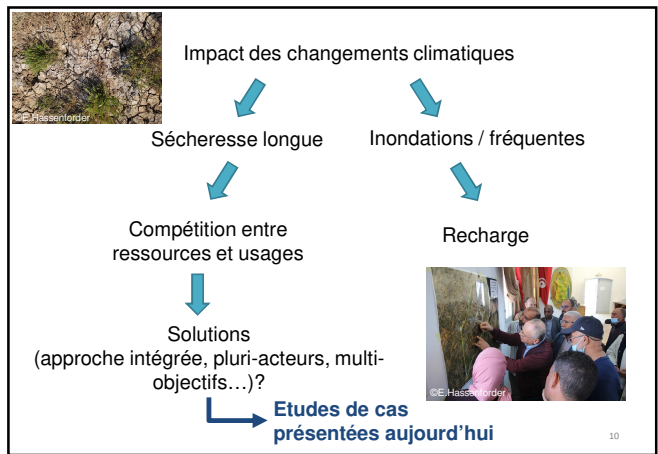 Impact des changements climatiques
©E.Hassenforder
Sécheresse longue
Inondations / fréquentes
Compétition entre
ressources et usages
Recharge
Solutions
(approche intégrée, pluri-acteurs, multi-
objectifs…)?
©E.Hassenforder
Etudes de cas
présentées aujourd’hui
10